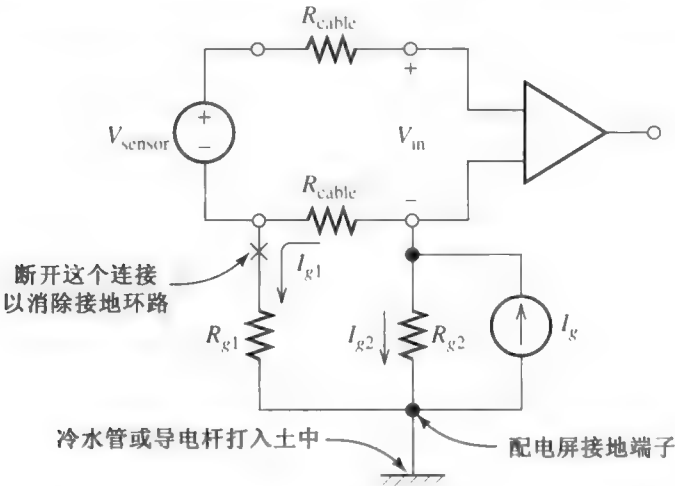 R_cable
+
V_sensor
+
−
V_in
R_cable
−
断开这个连接
以消除接地环路
I_g1
R_g1
I_g2
R_g2
I_g
冷水管或导电杆打入土中
配电屏接地端子